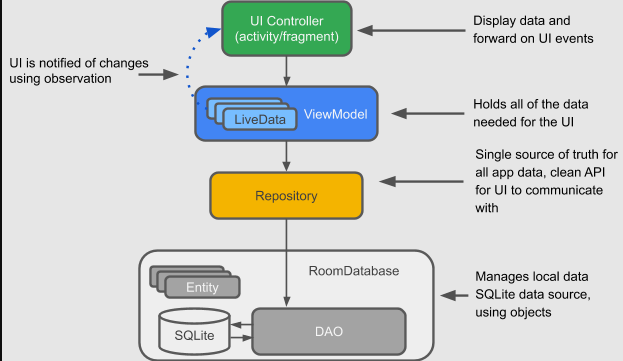 UI Controller
(activity/fragment)
Display data and
forward on UI events
UI is notified of changes
using observation
LiveData
ViewModel
Holds all of the data
needed for the UI
Single source of truth for
all app data, clean API
for UI to communicate
with
Repository
RoomDatabase
Entity
SQLite
DAO
Manages local data
SQLite data source,
using objects